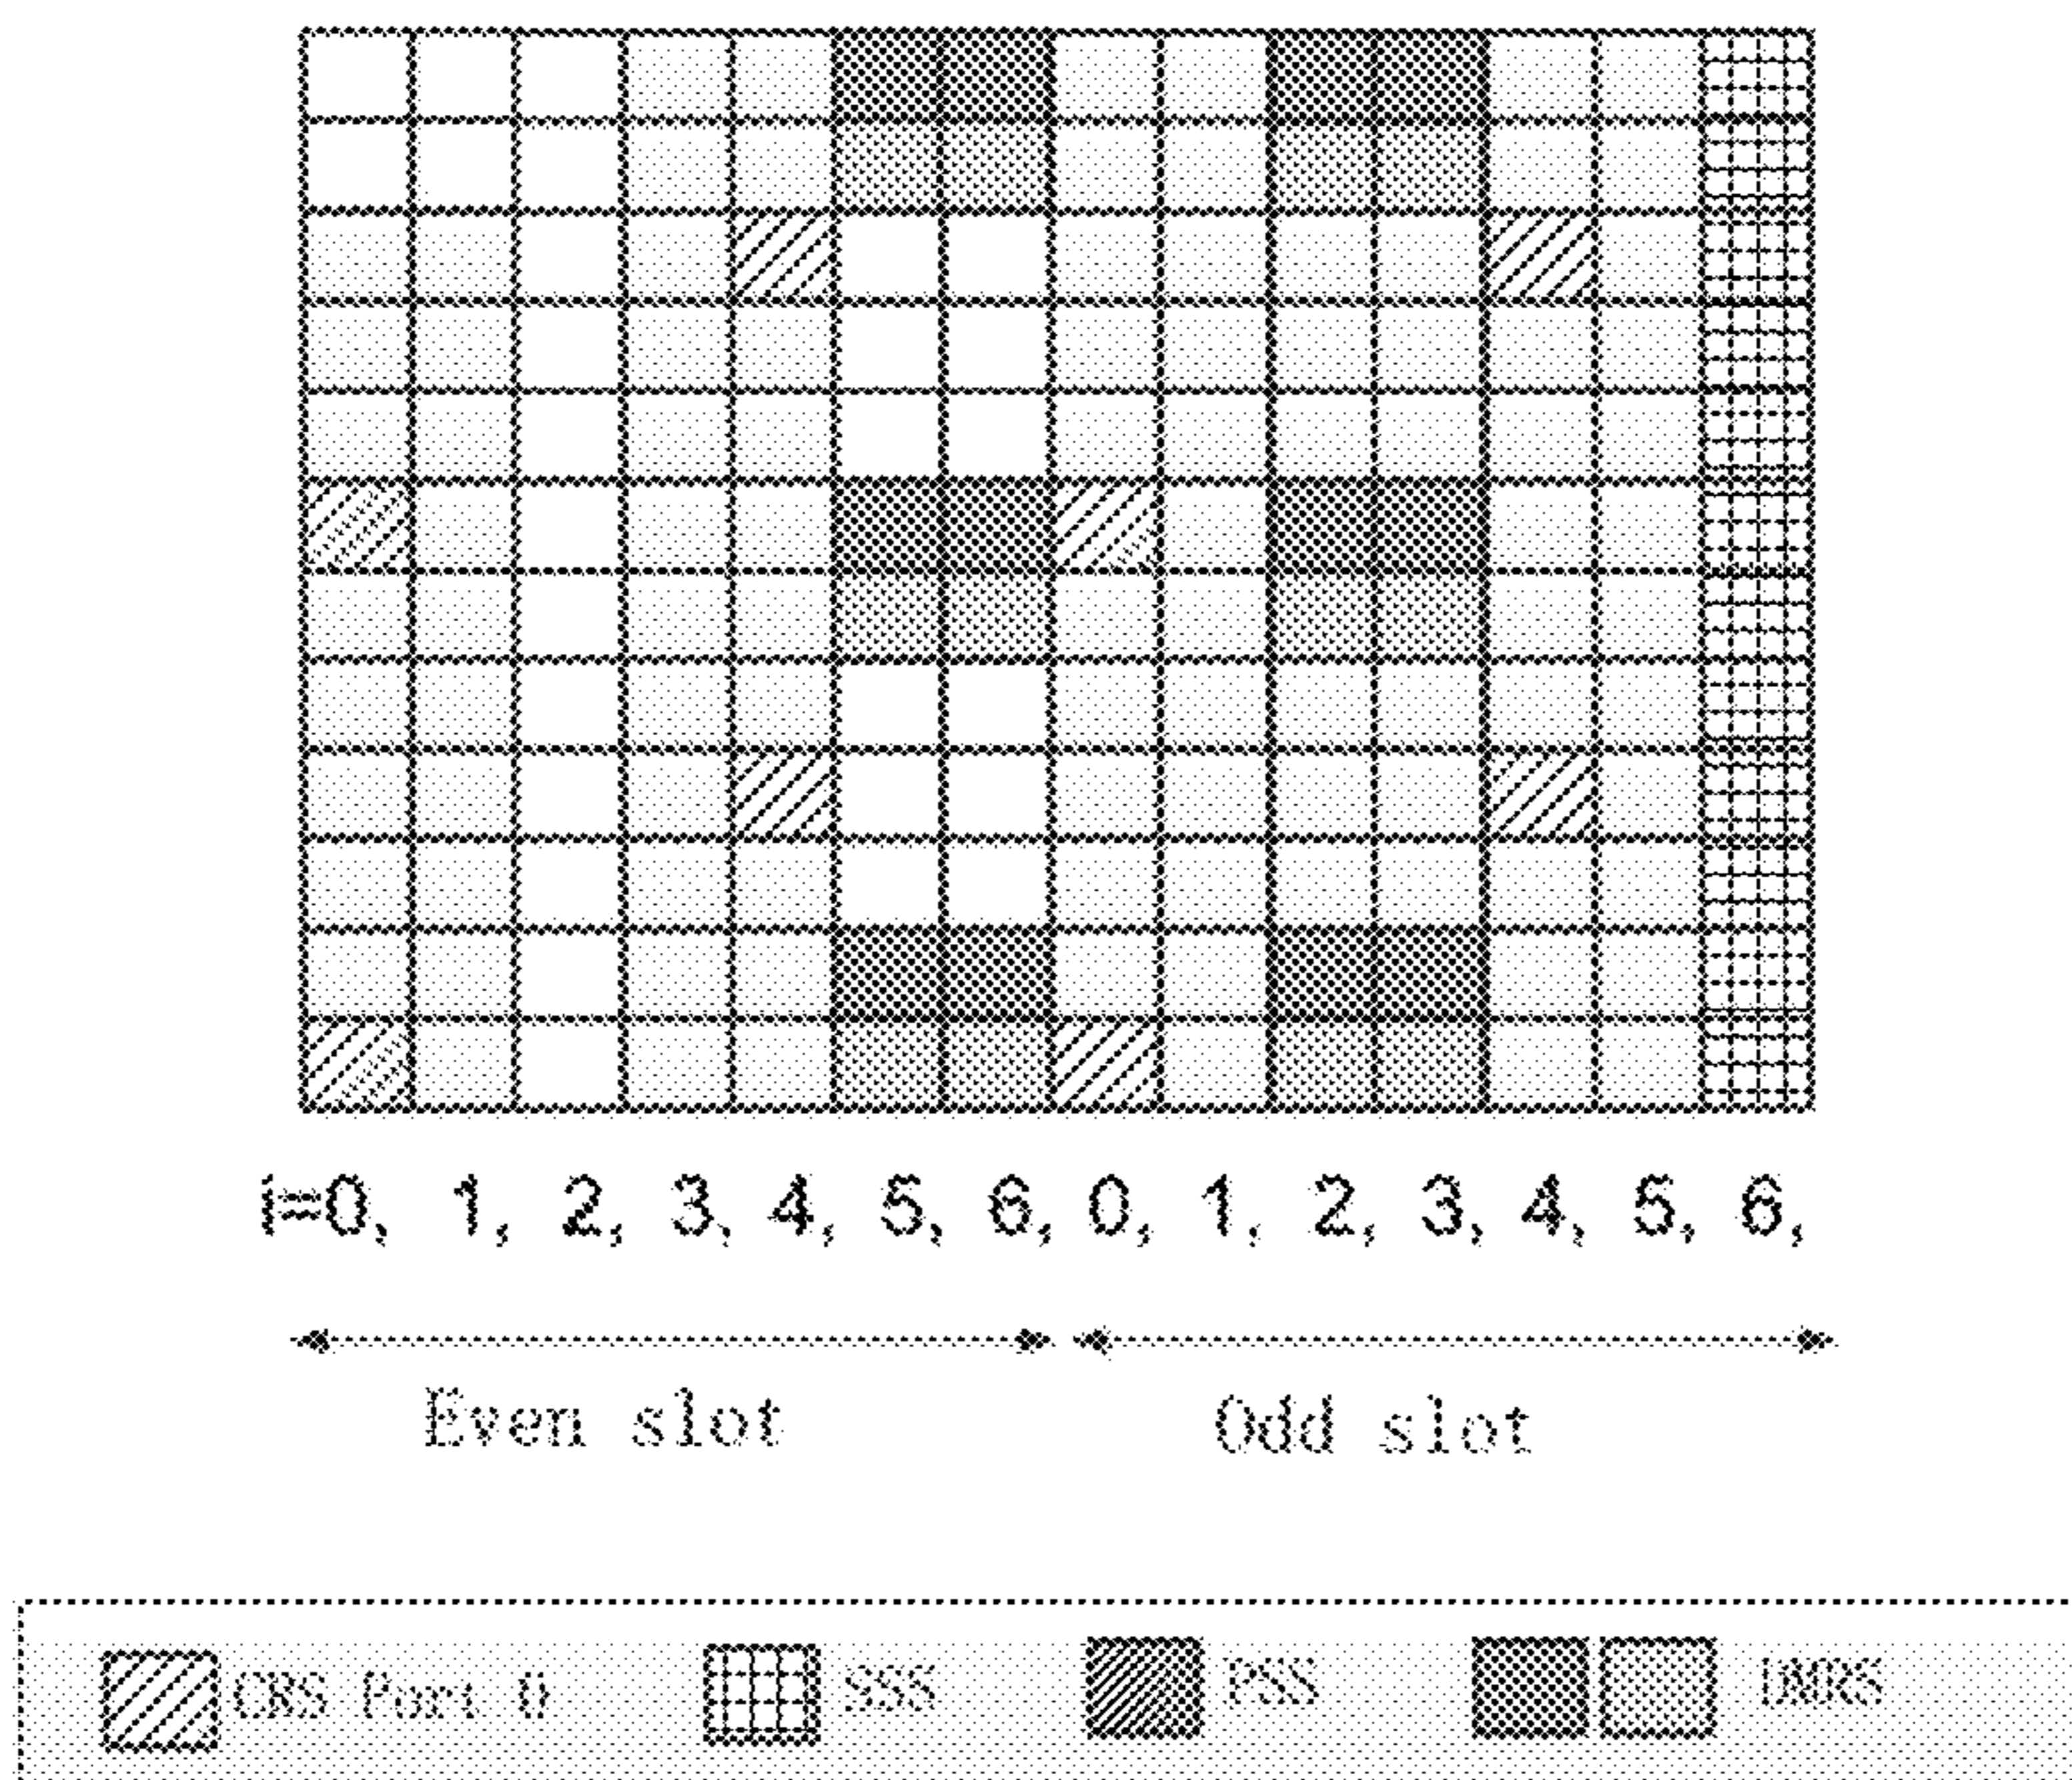 l=0, 1, 2, 3, 4, 5, 6, 0, 1, 2, 3, 4, 5, 6,
Even slot
Odd slot
CRS Port 0
SSS
PSS
DMRS